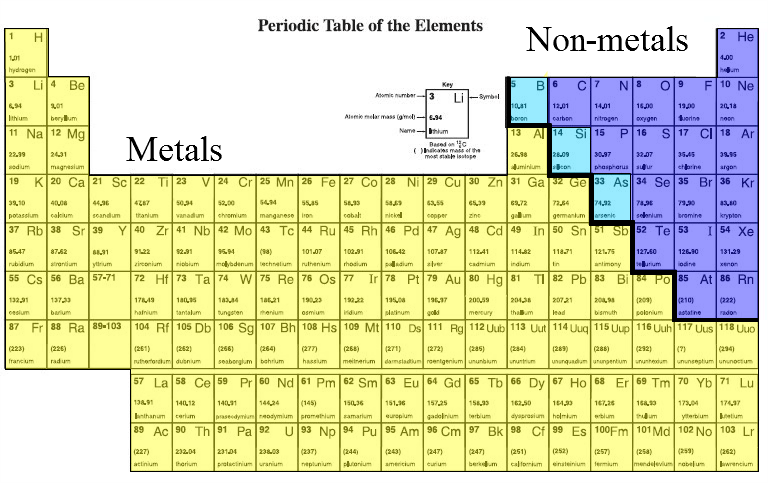 Periodic Table of the Elements
Non-metals
Metals
Key
Atomic number
3 Li
Symbol
Atomic molar mass (g/mol)
6.94
Name
lithium
Based on ¹²C
( ) Indicates mass of the
most stable isotope
1 H 2 He
1.01 4.00
hydrogen helium
3 Li 4 Be 5 B 6 C 7 N 8 O 9 F 10 Ne
6.94 9.01 10.81 12.01 14.01 16.00 19.00 20.18
lithium beryllium boron carbon nitrogen oxygen fluorine neon
11 Na 12 Mg 13 Al 14 Si 15 P 16 S 17 Cl 18 Ar
22.99 24.31 26.98 28.09 30.97 32.07 35.45 39.95
sodium magnesium aluminum silicon phosphorus sulfur chlorine argon
19 K 20 Ca 21 Sc 22 Ti 23 V 24 Cr 25 Mn 26 Fe 27 Co 28 Ni 29 Cu 30 Zn 31 Ga 32 Ge 33 As 34 Se 35 Br 36 Kr
39.10 40.08 44.96 47.87 50.94 52.00 54.94 55.85 58.93 58.69 63.55 65.39 69.72 72.64 74.92 78.96 79.90 83.80
potassium calcium scandium titanium vanadium chromium manganese iron cobalt nickel copper zinc gallium germanium arsenic selenium bromine krypton
37 Rb 38 Sr 39 Y 40 Zr 41 Nb 42 Mo 43 Tc 44 Ru 45 Rh 46 Pd 47 Ag 48 Cd 49 In 50 Sn 51 Sb 52 Te 53 I 54 Xe
85.47 87.62 88.91 91.22 92.91 95.94 (98) 101.07 102.91 106.42 107.87 112.41 114.82 118.71 121.75 127.60 126.90 131.29
rubidium strontium yttrium zirconium niobium molybdenum technetium ruthenium rhodium palladium silver cadmium indium tin antimony tellurium iodine xenon
55 Cs 56 Ba 57-71 72 Hf 73 Ta 74 W 75 Re 76 Os 77 Ir 78 Pt 79 Au 80 Hg 81 Tl 82 Pb 83 Bi 84 Po 85 At 86 Rn
132.91 137.33 178.49 180.95 183.84 186.21 190.23 192.22 195.08 196.97 200.59 204.38 207.21 208.98 (209) (210) (222)
cesium barium hafnium tantalum tungsten rhenium osmium iridium platinum gold mercury thallium lead bismuth polonium astatine radon
87 Fr 88 Ra 89-103 104 Rf 105 Db 106 Sg 107 Bh 108 Hs 109 Mt 110 Ds 111 Rg 112 Uub 113 Uut 114 Uuq 115 Uup 116 Uuh 117 Uus 118 Uuo
(223) (226) (261) (262) (266) (264) (277) (268) (271) (272) (285) (284) (289) (288) (292) (?) (294)
francium radium rutherfordium dubnium seaborgium bohrium hassium meitnerium darmstadtium roentgenium ununbium ununtrium ununquadium ununpentium ununhexium ununseptium ununoctium
57 La 58 Ce 59 Pr 60 Nd 61 Pm 62 Sm 63 Eu 64 Gd 65 Tb 66 Dy 67 Ho 68 Er 69 Tm 70 Yb 71 Lu
138.91 140.12 140.91 144.24 (145) 150.36 151.96 157.25 158.93 162.50 164.93 167.26 168.93 173.04 174.97
lanthanum cerium praseodymium neodymium promethium samarium europium gadolinium terbium dysprosium holmium erbium thulium ytterbium lutetium
89 Ac 90 Th 91 Pa 92 U 93 Np 94 Pu 95 Am 96 Cm 97 Bk 98 Cf 99 Es 100 Fm 101 Md 102 No 103 Lr
(227) 232.04 231.04 238.03 (237) (244) (243) (247) (247) (251) (252) (257) (258) (259) (262)
actinium thorium protactinium uranium neptunium plutonium americium curium berkelium californium einsteinium fermium mendelevium nobelium lawrencium